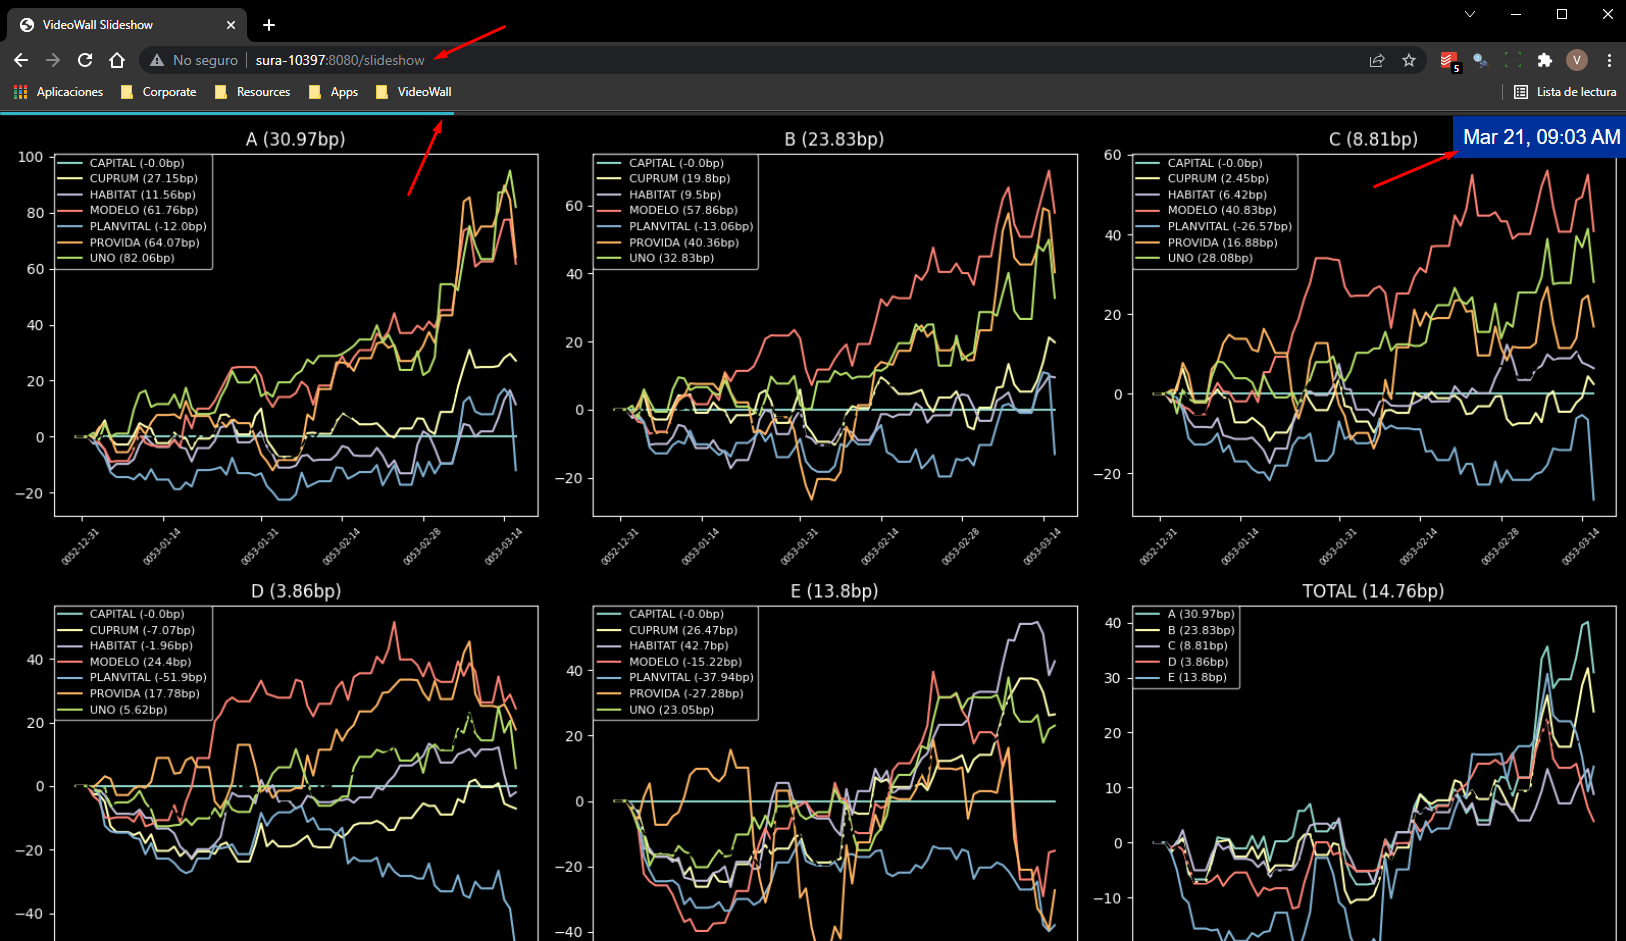 VideoWall Slideshow
No seguro
sura-10397:8080/slideshow
5
V
Aplicaciones
Corporate
Resources
Apps
VideoWall
Lista de lectura
Mar 21, 09:03 AM
A (30.97bp)
CAPITAL (-0.0bp)
CUPRUM (27.15bp)
HABITAT (11.56bp)
MODELO (61.76bp)
PLANVITAL (-12.0bp)
PROVIDA (64.07bp)
UNO (82.06bp)
100
80
60
40
20
0
−20
0052-12-31
0053-01-14
0053-01-31
0053-02-14
0053-02-28
0053-03-14
B (23.83bp)
CAPITAL (-0.0bp)
CUPRUM (19.8bp)
HABITAT (9.5bp)
MODELO (57.86bp)
PLANVITAL (-13.06bp)
PROVIDA (40.36bp)
UNO (32.83bp)
60
40
20
0
−20
0052-12-31
0053-01-14
0053-01-31
0053-02-14
0053-02-28
0053-03-14
C (8.81bp)
CAPITAL (-0.0bp)
CUPRUM (2.45bp)
HABITAT (6.42bp)
MODELO (40.83bp)
PLANVITAL (-26.57bp)
PROVIDA (16.88bp)
UNO (28.08bp)
60
40
20
0
−20
0052-12-31
0053-01-14
0053-01-31
0053-02-14
0053-02-28
0053-03-14
D (3.86bp)
CAPITAL (-0.0bp)
CUPRUM (-7.07bp)
HABITAT (-1.96bp)
MODELO (24.4bp)
PLANVITAL (-51.9bp)
PROVIDA (17.78bp)
UNO (5.62bp)
40
20
0
−20
−40
E (13.8bp)
CAPITAL (-0.0bp)
CUPRUM (26.47bp)
HABITAT (42.7bp)
MODELO (-15.22bp)
PLANVITAL (-37.94bp)
PROVIDA (-27.28bp)
UNO (23.05bp)
40
20
0
−20
−40
TOTAL (14.76bp)
A (30.97bp)
B (23.83bp)
C (8.81bp)
D (3.86bp)
E (13.8bp)
40
30
20
10
0
−10